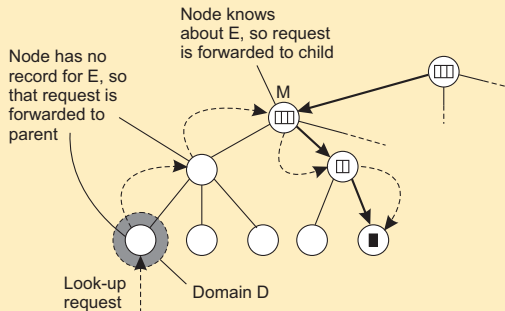 Node knows
about E, so request
is forwarded to child
Node has no
record for E, so
that request is
forwarded to
parent
M
Look-up
request
Domain D